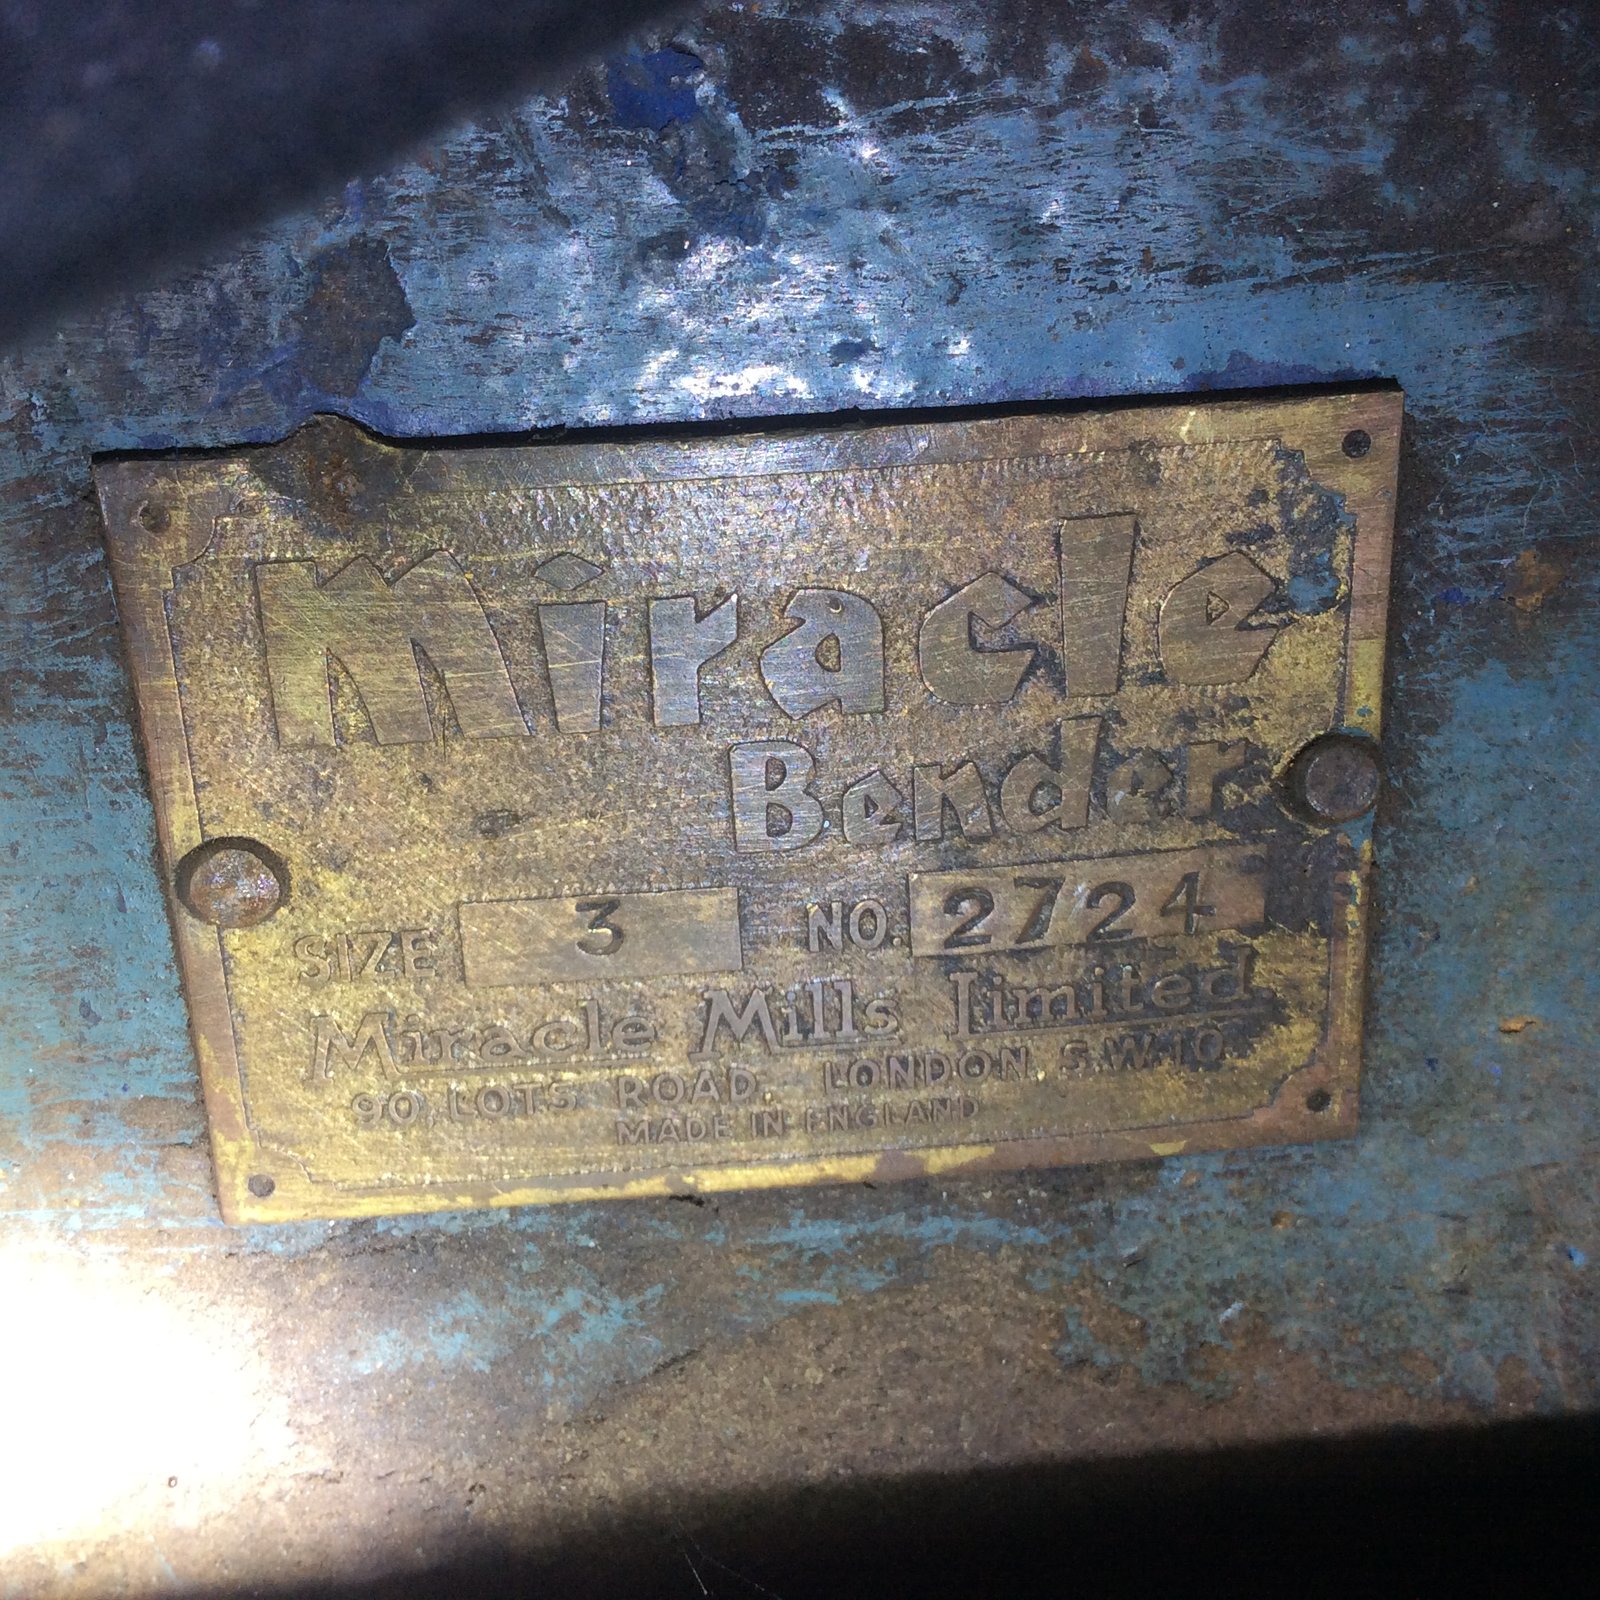 Miracle
Bender
SIZE 3 NO. 2724
Miracle Mills Limited.
90, LOTS ROAD, LONDON, S.W.10.
MADE IN ENGLAND